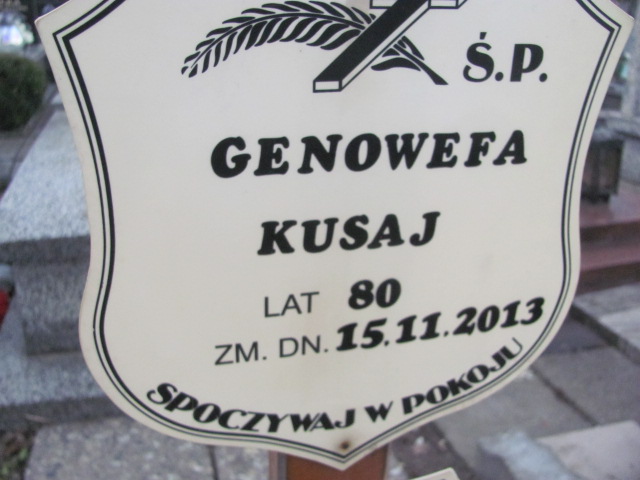 Ś.P.
GENOWEFA
KUSAJ
LAT 80
ZM. DN. 15.11.2013
SPOCZYWAJ W POKOJU